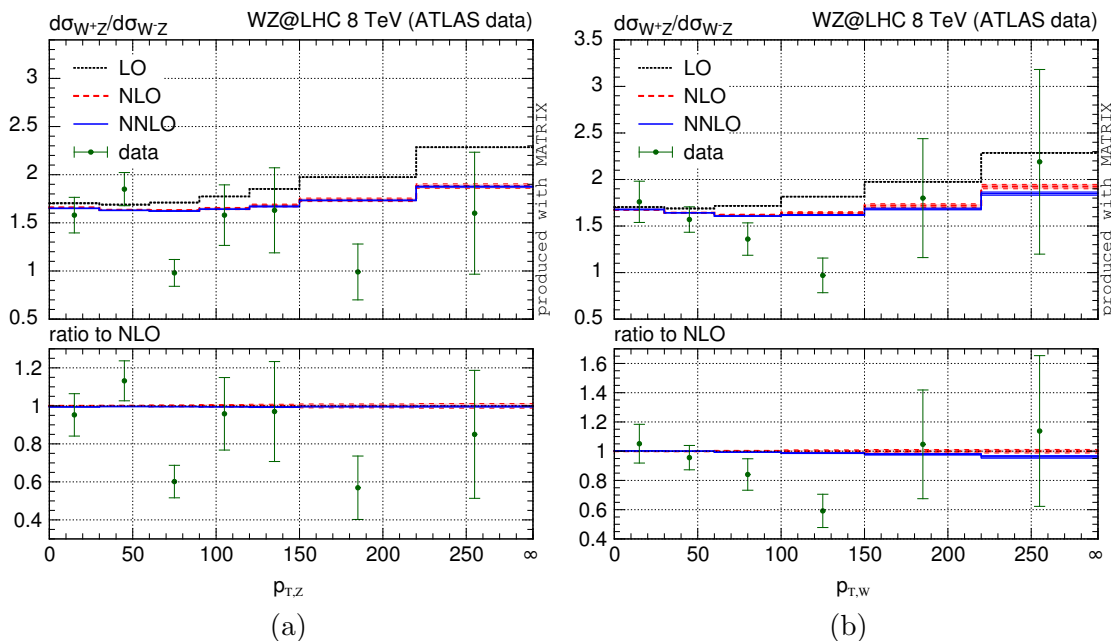 dσW+Z/dσW-Z
WZ@LHC 8 TeV (ATLAS data)
3
2.5
2
1.5
1
0.5
LO
NLO
NNLO
data
produced with MATRIX
ratio to NLO
1.2
1
0.8
0.6
0.4
0
50
100
150
200
250
∞
pT,Z
(a)
dσW+Z/dσW-Z
WZ@LHC 8 TeV (ATLAS data)
3.5
3
2.5
2
1.5
1
0.5
LO
NLO
NNLO
data
produced with MATRIX
ratio to NLO
1.6
1.4
1.2
1
0.8
0.6
0.4
0
50
100
150
200
250
∞
pT,W
(b)